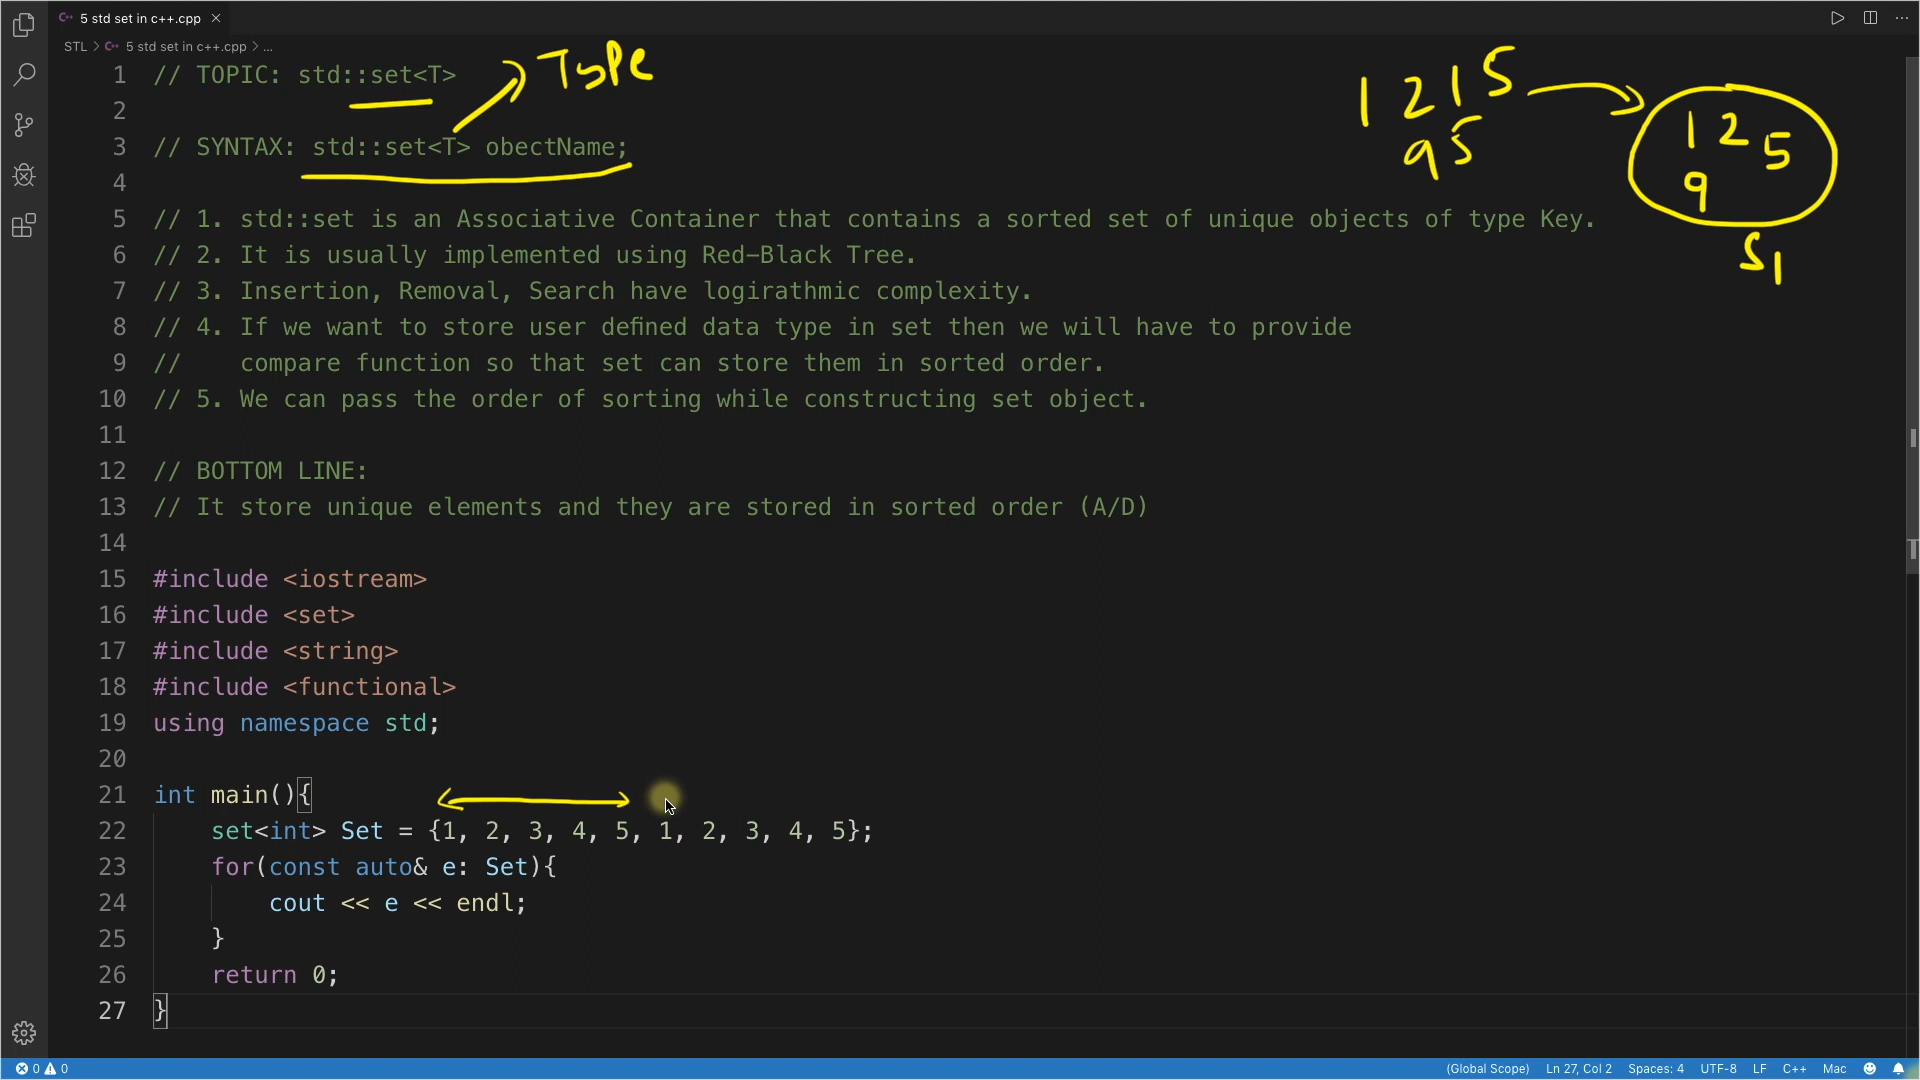 5 std set in c++.cpp
STL > 5 std set in c++.cpp > ...
1 // TOPIC: std::set<T>
Type
1 2 1 5
9 5
1 2 5
9
S1
2
3 // SYNTAX: std::set<T> obectName;
4
5 // 1. std::set is an Associative Container that contains a sorted set of unique objects of type Key.
6 // 2. It is usually implemented using Red-Black Tree.
7 // 3. Insertion, Removal, Search have logirathmic complexity.
8 // 4. If we want to store user defined data type in set then we will have to provide
9 //    compare function so that set can store them in sorted order.
10 // 5. We can pass the order of sorting while constructing set object.
11
12 // BOTTOM LINE:
13 // It store unique elements and they are stored in sorted order (A/D)
14
15 #include <iostream>
16 #include <set>
17 #include <string>
18 #include <functional>
19 using namespace std;
20
21 int main(){
22     set<int> Set = {1, 2, 3, 4, 5, 1, 2, 3, 4, 5};
23     for(const auto& e: Set){
24         cout << e << endl;
25     }
26     return 0;
27 }
0 0 (Global Scope) Ln 27, Col 2 Spaces: 4 UTF-8 LF C++ Mac